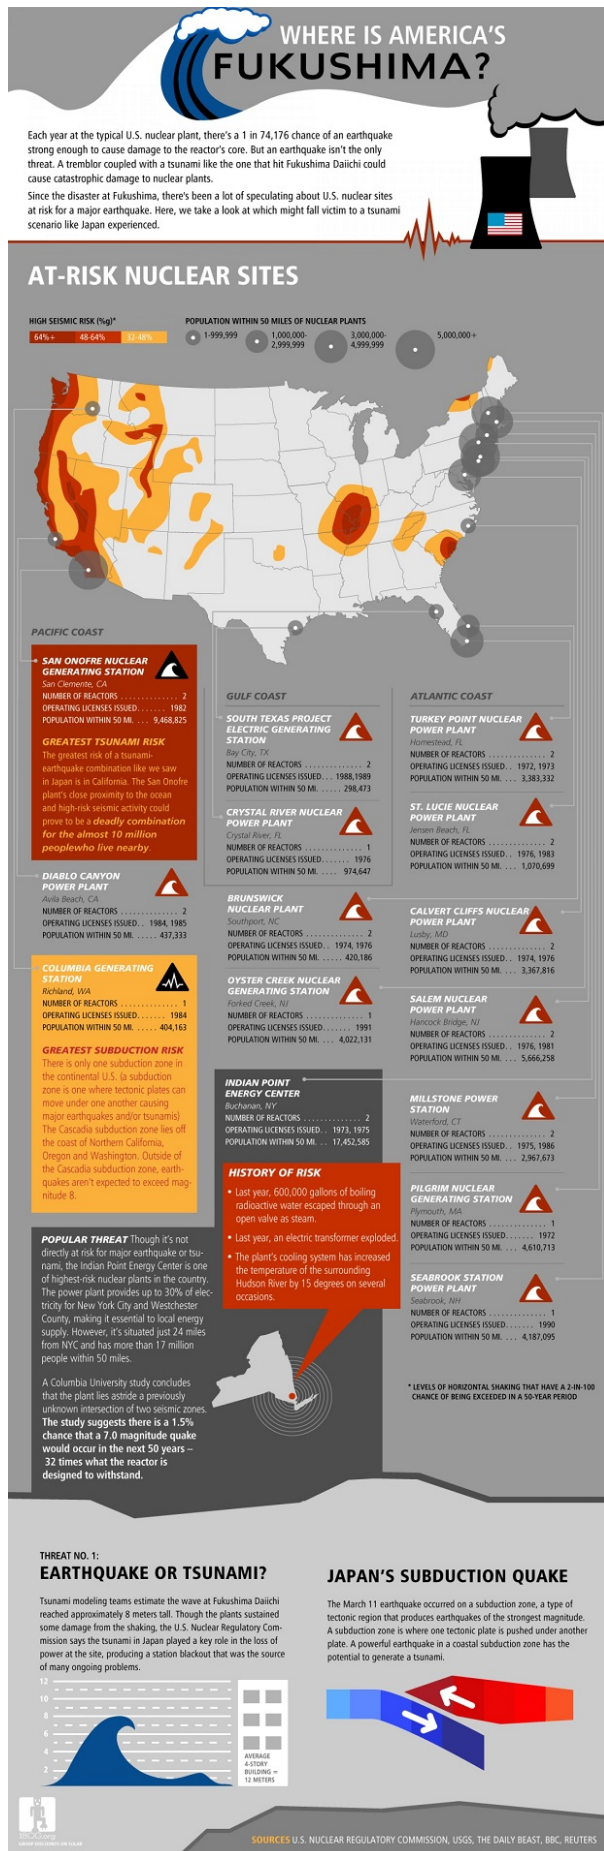 WHERE IS AMERICA'S
FUKUSHIMA?
Each year at the typical U.S. nuclear plant, there's a 1 in 74,176 chance of an earthquake
strong enough to cause damage to the reactor's core. But an earthquake isn't the only
threat. A tremblor coupled with a tsunami like the one that hit Fukushima Daiichi could
cause catastrophic damage to nuclear plants.
Since the disaster at Fukushima, there's been a lot of speculating about U.S. nuclear sites
at risk for a major earthquake. Here, we take a look at which might fall victim to a tsunami
scenario like Japan experienced.
AT-RISK NUCLEAR SITES
HIGH SEISMIC RISK (%g)*
64%+ 48-64% 32-48%
POPULATION WITHIN 50 MILES OF NUCLEAR PLANTS
1-999,999
1,000,000-
2,999,999
3,000,000-
4,999,999
5,000,000+
PACIFIC COAST
SAN ONOFRE NUCLEAR
GENERATING STATION
San Clemente, CA
NUMBER OF REACTORS . . . . . . . . . . . . . . 2
OPERATING LICENSES ISSUED. . . . . . . 1982
POPULATION WITHIN 50 MI. . . . . 9,468,825
GREATEST TSUNAMI RISK
The greatest risk of a tsunami-
earthquake combination like we saw
in Japan is in California. The San Onofre
plant's close proximity to the ocean
and high-risk seismic activity could
prove to be a deadly combination
for the almost 10 million
peoplewho live nearby.
DIABLO CANYON
POWER PLANT
Avila Beach, CA
NUMBER OF REACTORS . . . . . . . . . . . . . . 2
OPERATING LICENSES ISSUED. . 1984, 1985
POPULATION WITHIN 50 MI. . . . . . 437,333
COLUMBIA GENERATING
STATION
Richland, WA
NUMBER OF REACTORS . . . . . . . . . . . . . . 1
OPERATING LICENSES ISSUED. . . . . . . 1984
POPULATION WITHIN 50 MI. . . . . . 404,163
GREATEST SUBDUCTION RISK
There is only one subduction zone in
the continental U.S. (a subduction
zone is one where tectonic plates can
move under one another causing
major earthquakes and/or tsunamis)
The Cascadia subduction zone lies off
the coast of Northern California,
Oregon and Washington. Outside of
the Cascadia subduction zone, earth-
quakes aren't expected to exceed mag-
nitude 8.
GULF COAST
SOUTH TEXAS PROJECT
ELECTRIC GENERATING
STATION
Bay City, TX
NUMBER OF REACTORS . . . . . . . . . . . . . . 2
OPERATING LICENSES ISSUED. . . 1988,1989
POPULATION WITHIN 50 MI. . . . . . 298,473
CRYSTAL RIVER NUCLEAR
POWER PLANT
Crystal River, FL
NUMBER OF REACTORS . . . . . . . . . . . . . . 1
OPERATING LICENSES ISSUED. . . . . . . 1976
POPULATION WITHIN 50 MI. . . . . 974,647
BRUNSWICK
NUCLEAR PLANT
Southport, NC
NUMBER OF REACTORS . . . . . . . . . . . . . . 2
OPERATING LICENSES ISSUED. . 1974, 1976
POPULATION WITHIN 50 MI. . . . . . 420,186
OYSTER CREEK NUCLEAR
GENERATING STATION
Forked Creek, NJ
NUMBER OF REACTORS . . . . . . . . . . . . . . 1
OPERATING LICENSES ISSUED. . . . . . . 1991
POPULATION WITHIN 50 MI. . . . 4,022,131
ATLANTIC COAST
TURKEY POINT NUCLEAR
POWER PLANT
Homestead, FL
NUMBER OF REACTORS . . . . . . . . . . . . . . 2
OPERATING LICENSES ISSUED. . 1972, 1973
POPULATION WITHIN 50 MI. . . . 3,383,332
ST. LUCIE NUCLEAR
POWER PLANT
Jensen Beach, FL
NUMBER OF REACTORS . . . . . . . . . . . . . . 2
OPERATING LICENSES ISSUED. . 1976, 1983
POPULATION WITHIN 50 MI. . . . 1,070,699
CALVERT CLIFFS NUCLEAR
POWER PLANT
Lusby, MD
NUMBER OF REACTORS . . . . . . . . . . . . . . 2
OPERATING LICENSES ISSUED. . 1974, 1976
POPULATION WITHIN 50 MI. . . . 3,367,816
SALEM NUCLEAR
POWER PLANT
Hancock Bridge, NJ
NUMBER OF REACTORS . . . . . . . . . . . . . . 2
OPERATING LICENSES ISSUED. . 1976, 1981
POPULATION WITHIN 50 MI. . . . 5,666,258
MILLSTONE POWER
STATION
Waterford, CT
NUMBER OF REACTORS . . . . . . . . . . . . . . 2
OPERATING LICENSES ISSUED. . 1975, 1986
POPULATION WITHIN 50 MI. . . . 2,967,673
PILGRIM NUCLEAR
GENERATING STATION
Plymouth, MA
NUMBER OF REACTORS . . . . . . . . . . . . . . 1
OPERATING LICENSES ISSUED. . . . . . . 1972
POPULATION WITHIN 50 MI. . . . 4,610,713
SEABROOK STATION
POWER PLANT
Seabrook, NH
NUMBER OF REACTORS . . . . . . . . . . . . . . 1
OPERATING LICENSES ISSUED. . . . . . . 1990
POPULATION WITHIN 50 MI. . . . 4,187,095
* LEVELS OF HORIZONTAL SHAKING THAT HAVE A 2-IN-100
CHANCE OF BEING EXCEEDED IN A 50-YEAR PERIOD
INDIAN POINT
ENERGY CENTER
Buchanan, NY
NUMBER OF REACTORS . . . . . . . . . . . . . . 2
OPERATING LICENSES ISSUED. . 1973, 1975
POPULATION WITHIN 50 MI. . . 17,452,585
HISTORY OF RISK
• Last year, 600,000 gallons of boiling
radioactive water escaped through an
open valve as steam.
• Last year, an electric transformer exploded.
• The plant's cooling system has increased
the temperature of the surrounding
Hudson River by 15 degrees on several
occasions.
POPULAR THREAT Though it's not
directly at risk for major earthquake or tsu-
nami, the Indian Point Energy Center is one
of highest-risk nuclear plants in the country.
The power plant provides up to 30% of elec-
tricity for New York City and Westchester
County, making it essential to local energy
supply. However, it's situated just 24 miles
from NYC and has more than 17 million
people within 50 miles.
A Columbia University study concludes
that the plant lies astride a previously
unknown intersection of two seismic zones.
The study suggests there is a 1.5%
chance that a 7.0 magnitude quake
would occur in the next 50 years –
32 times what the reactor is
designed to withstand.
THREAT NO. 1:
EARTHQUAKE OR TSUNAMI?
Tsunami modeling teams estimate the wave at Fukushima Daiichi
reached approximately 8 meters tall. Though the plants sustained
some damage from the shaking, the U.S. Nuclear Regulatory Com-
mission says the tsunami in Japan played a key role in the loss of
power at the site, producing a station blackout that was the source
of many ongoing problems.
12
10
8
6
4
2
AVERAGE
4-STORY
BUILDING =
12 METERS
JAPAN'S SUBDUCTION QUAKE
The March 11 earthquake occurred on a subduction zone, a type of
tectonic region that produces earthquakes of the strongest magnitude.
A subduction zone is where one tectonic plate is pushed under another
plate. A powerful earthquake in a coastal subduction zone has the
potential to generate a tsunami.
SOURCES U.S. NUCLEAR REGULATORY COMMISSION, USGS, THE DAILY BEAST, BBC, REUTERS